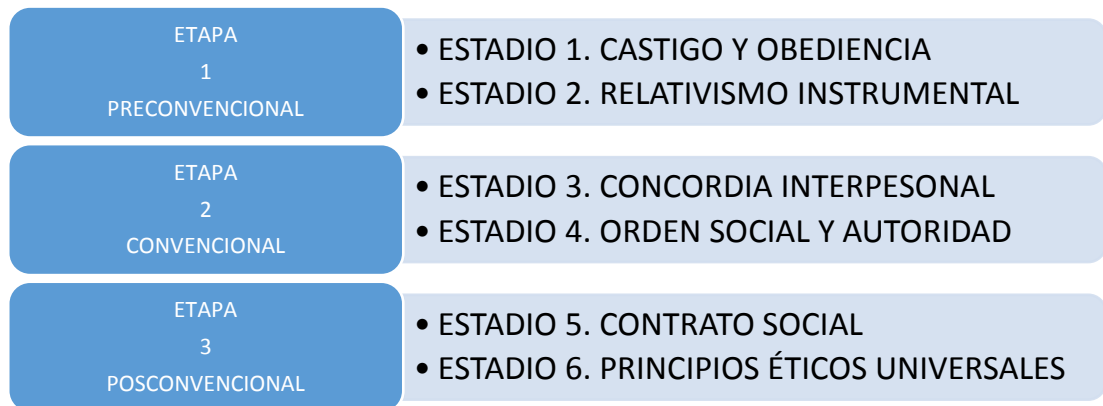 ETAPA
1
PRECONVENCIONAL
• ESTADIO 1. CASTIGO Y OBEDIENCIA
• ESTADIO 2. RELATIVISMO INSTRUMENTAL
ETAPA
2
CONVENCIONAL
• ESTADIO 3. CONCORDIA INTERPESONAL
• ESTADIO 4. ORDEN SOCIAL Y AUTORIDAD
ETAPA
3
POSCONVENCIONAL
• ESTADIO 5. CONTRATO SOCIAL
• ESTADIO 6. PRINCIPIOS ÉTICOS UNIVERSALES